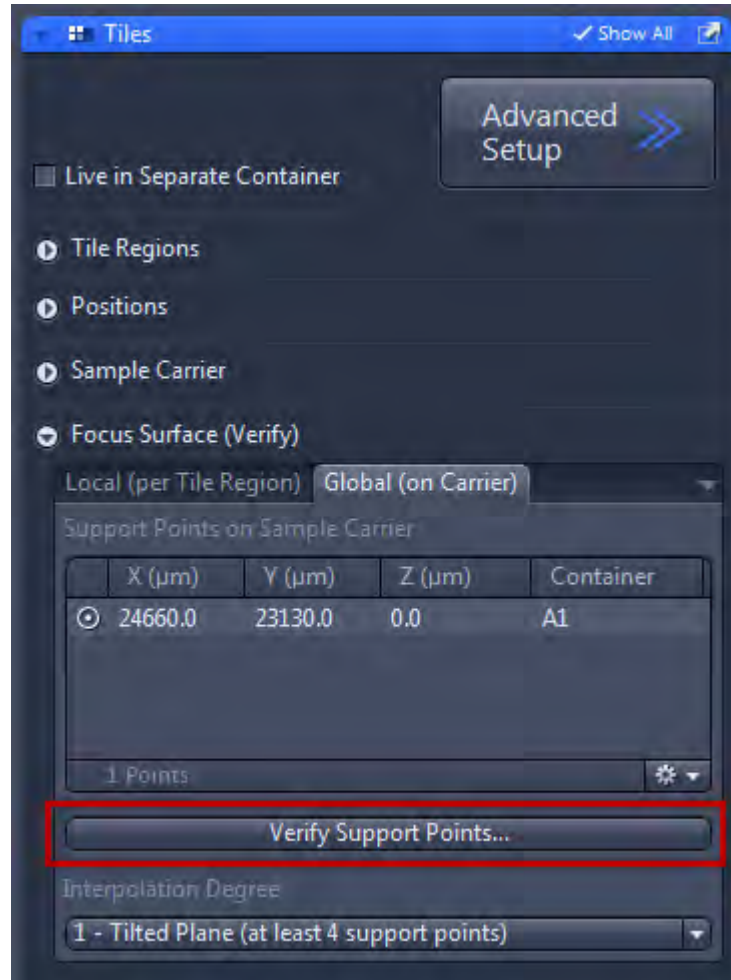 Tiles
Show All
Advanced
Setup
Live in Separate Container
Tile Regions
Positions
Sample Carrier
Focus Surface (Verify)
Local (per Tile Region) Global (on Carrier)
Support Points on Sample Carrier
X (µm) Y (µm) Z (µm) Container
24660.0 23130.0 0.0 A1
1 Points
Verify Support Points...
Interpolation Degree
1 - Tilted Plane (at least 4 support points)